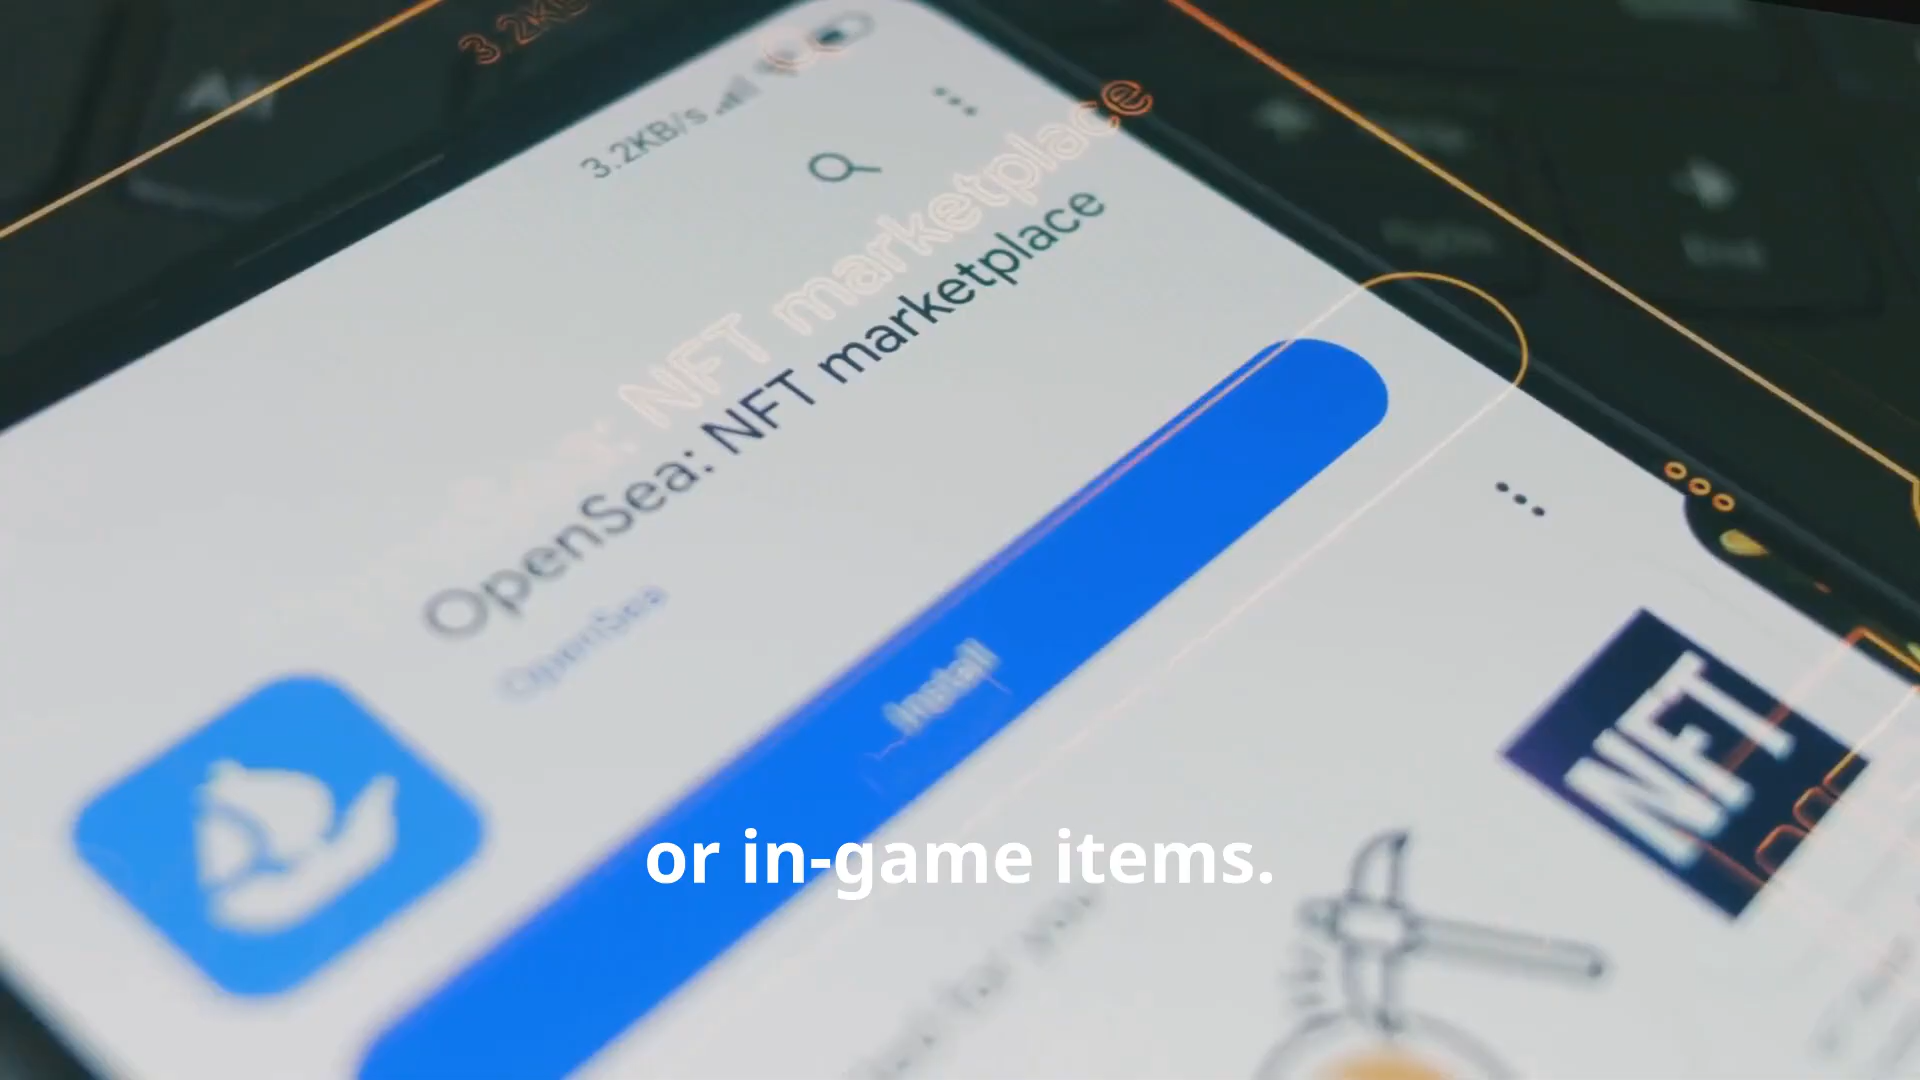 3.2KB/s
OpenSea: NFT marketplace
OpenSea
Install
NFT
or in-game items.